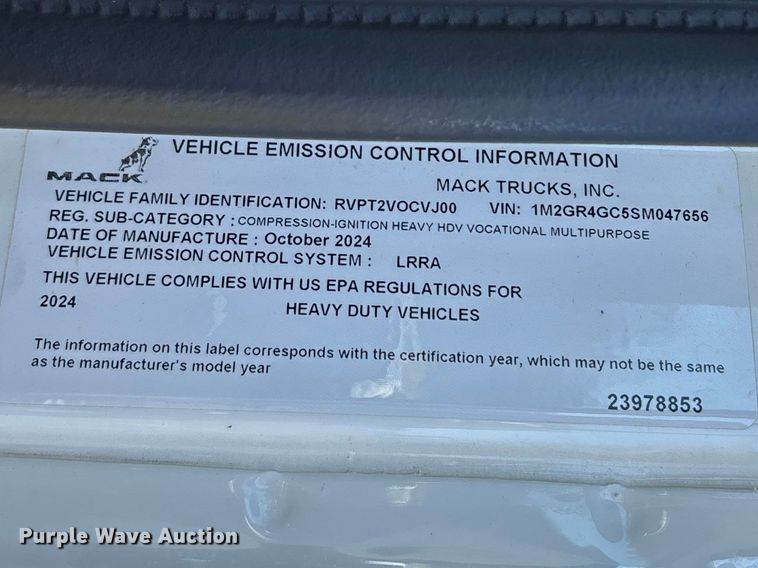 VEHICLE EMISSION CONTROL INFORMATION
MACK MACK TRUCKS, INC.
VEHICLE FAMILY IDENTIFICATION: RVPT2VOCVJ00 VIN: 1M2GR4GC5SM047656
REG. SUB-CATEGORY : COMPRESSION-IGNITION HEAVY HDV VOCATIONAL MULTIPURPOSE
DATE OF MANUFACTURE : October 2024
VEHICLE EMISSION CONTROL SYSTEM : LRRA
THIS VEHICLE COMPLIES WITH US EPA REGULATIONS FOR
2024 HEAVY DUTY VEHICLES
The information on this label corresponds with the certification year, which may not be the same
as the manufacturer's model year
23978853
Purple Wave Auction